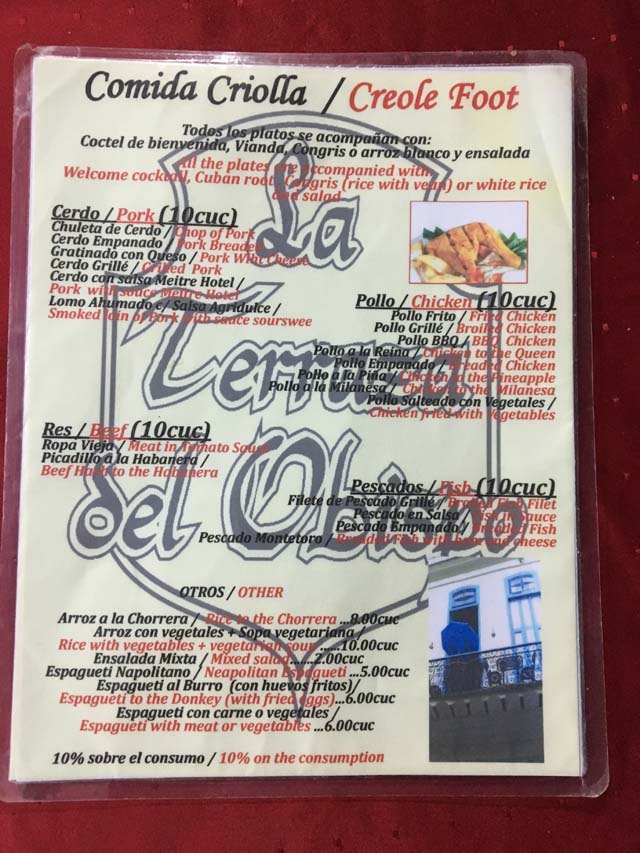 Comida Criolla / Creole Foot
Todos los platos se acompañan con:
Coctel de bienvenida, Vianda, Congris o arroz blanco y ensalada
All the plates are accompanied with
Welcome cocktail, Cuban root, Congris (rice with vean) or white rice
and salad
La
Terraza
del Obispo
Cerdo / Pork (10cuc)
Chuleta de Cerdo / Chop of Pork
Cerdo Empanado / Pork Breaded
Gratinado con Queso / Pork Wiht Cheese
Cerdo Grillé / Grilled Pork
Cerdo con salsa Meitre Hotel /
Pork with souce Meitre Hotel
Lomo Ahumado c/ Salsa Agridulce /
Smoked loin of Pork with sauce sourswee
Pollo / Chicken (10cuc)
Pollo Frito / Fried Chicken
Pollo Grillé / Broiled Chicken
Pollo BBQ / BBQ Chicken
Pollo a la Reina / Chicken to the Queen
Pollo Empanado / Breaded Chicken
Pollo a la Piña / Chicken to the Pineapple
Pollo a la Milanesa / Chicken to the Milanesa
Pollo Salteado con Vegetales /
Chicken fried with Vegetables
Res / Beef (10cuc)
Ropa Vieja / Meat in Tomato Sauce
Picadillo a la Habanera /
Beef Hash to the Habanera
Pescados / Fish (10cuc)
Filete de Pescado Grillé / Broiled Fish Filet
Pescado en Salsa / Fish in Sauce
Pescado Empanado / Breaded Fish
Pescado Montetoro / Breaded Fish with ham and cheese
OTROS / OTHER
Arroz a la Chorrera / Rice to the Chorrera ...8.00cuc
Arroz con vegetales + Sopa vegetariana /
Rice with vegetables + vegetarian soup ......10.00cuc
Ensalada Mixta / Mixed salad......2.00cuc
Espagueti Napolitano / Neapolitan Espagueti ...5.00cuc
Espagueti al Burro (con huevos fritos)/
Espagueti to the Donkey (with fried eggs)...6.00cuc
Espagueti con carne o vegetales /
Espagueti with meat or vegetables ...6.00cuc
10% sobre el consumo / 10% on the consumption